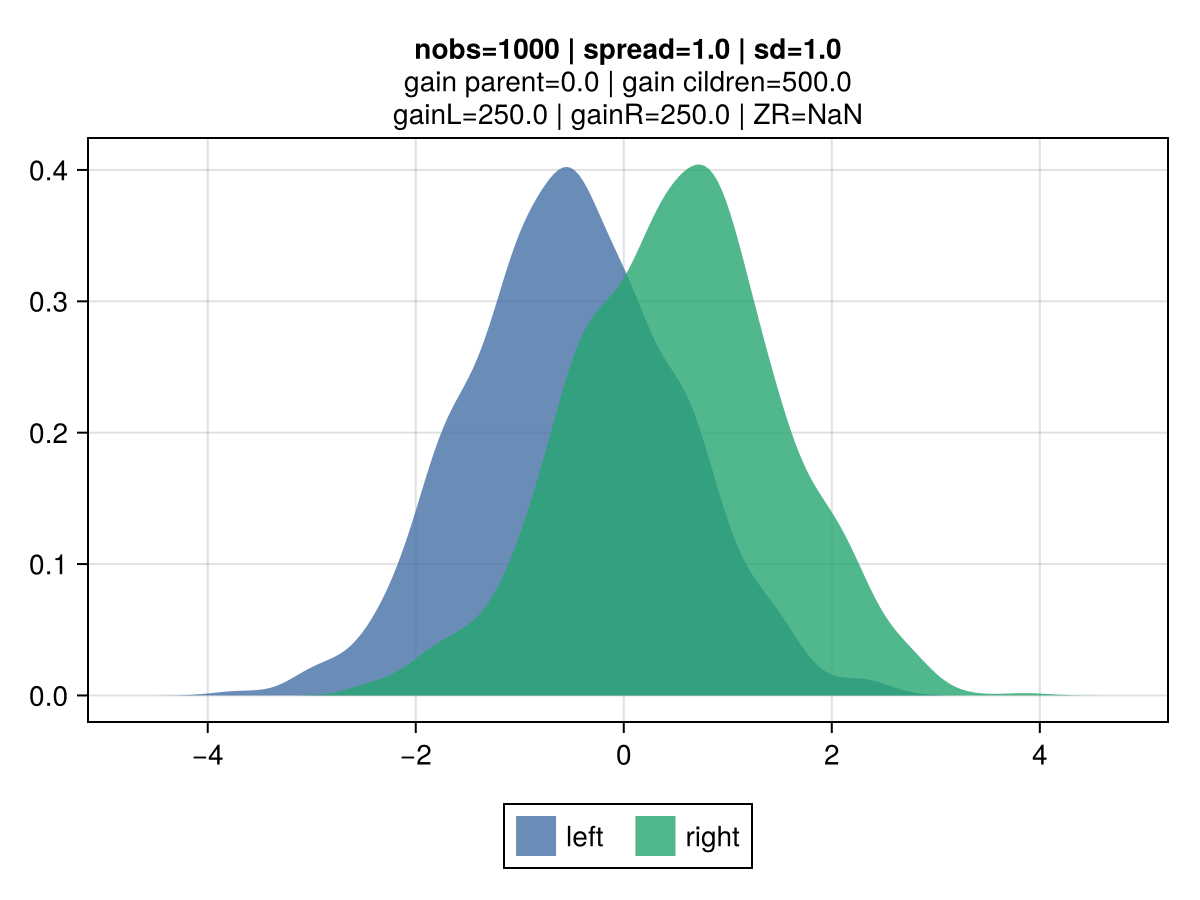 nobs=1000 | spread=1.0 | sd=1.0
gain parent=0.0 | gain cildren=500.0
gainL=250.0 | gainR=250.0 | ZR=NaN
0.4
0.3
0.2
0.1
0.0
−4 −2 0 2 4
left right